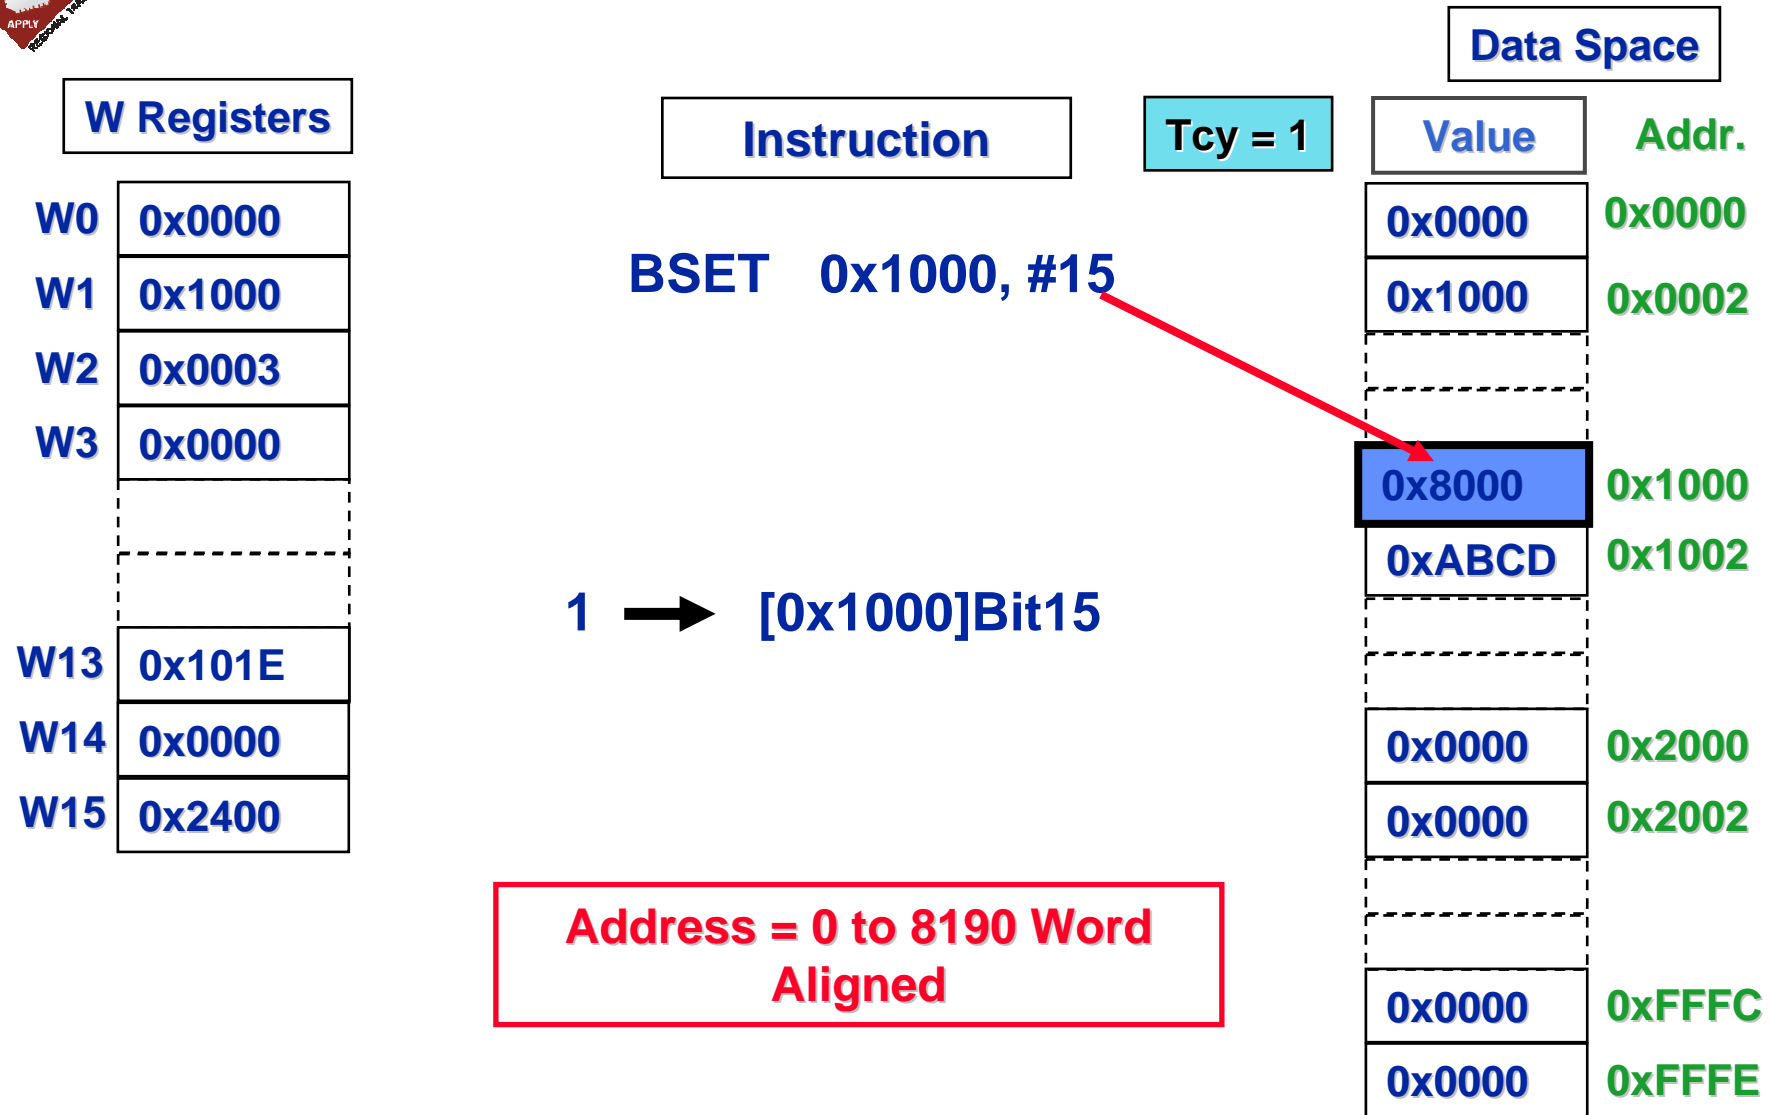 APPLY
Data Space
W Registers
Instruction
Tcy = 1
Value
Addr.
W0 0x0000
W1 0x1000
W2 0x0003
W3 0x0000
W13 0x101E
W14 0x0000
W15 0x2400
BSET 0x1000, #15
1 → [0x1000]Bit15
Address = 0 to 8190 Word
Aligned
0x0000 0x0000
0x1000 0x0002
0x8000 0x1000
0xABCD 0x1002
0x0000 0x2000
0x0000 0x2002
0x0000 0xFFFC
0x0000 0xFFFE